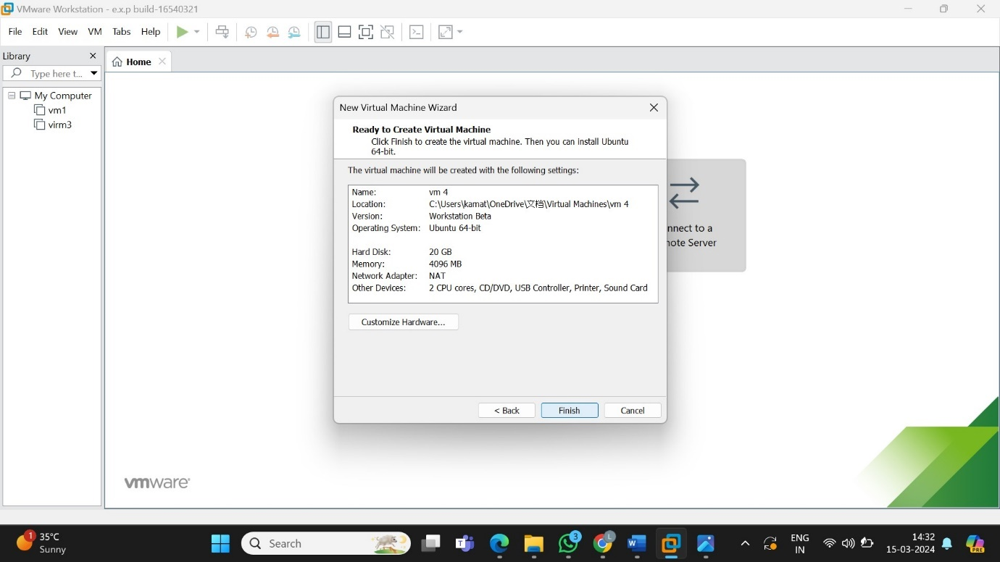 VMware Workstation - e.x.p build-16540321
File Edit View VM Tabs Help
Library
Type here t...
My Computer
vm1
virm3
Home
New Virtual Machine Wizard
Ready to Create Virtual Machine
Click Finish to create the virtual machine. Then you can install Ubuntu
64-bit.
The virtual machine will be created with the following settings:
Name: vm 4
Location: C:\Users\kamat\OneDrive\文档\Virtual Machines\vm 4
Version: Workstation Beta
Operating System: Ubuntu 64-bit
Hard Disk: 20 GB
Memory: 4096 MB
Network Adapter: NAT
Other Devices: 2 CPU cores, CD/DVD, USB Controller, Printer, Sound Card
Customize Hardware...
< Back Finish Cancel
nnect to a
note Server
vmware
1
35°C
Sunny
Search
3
L
ENG
IN
14:32
15-03-2024
PRE